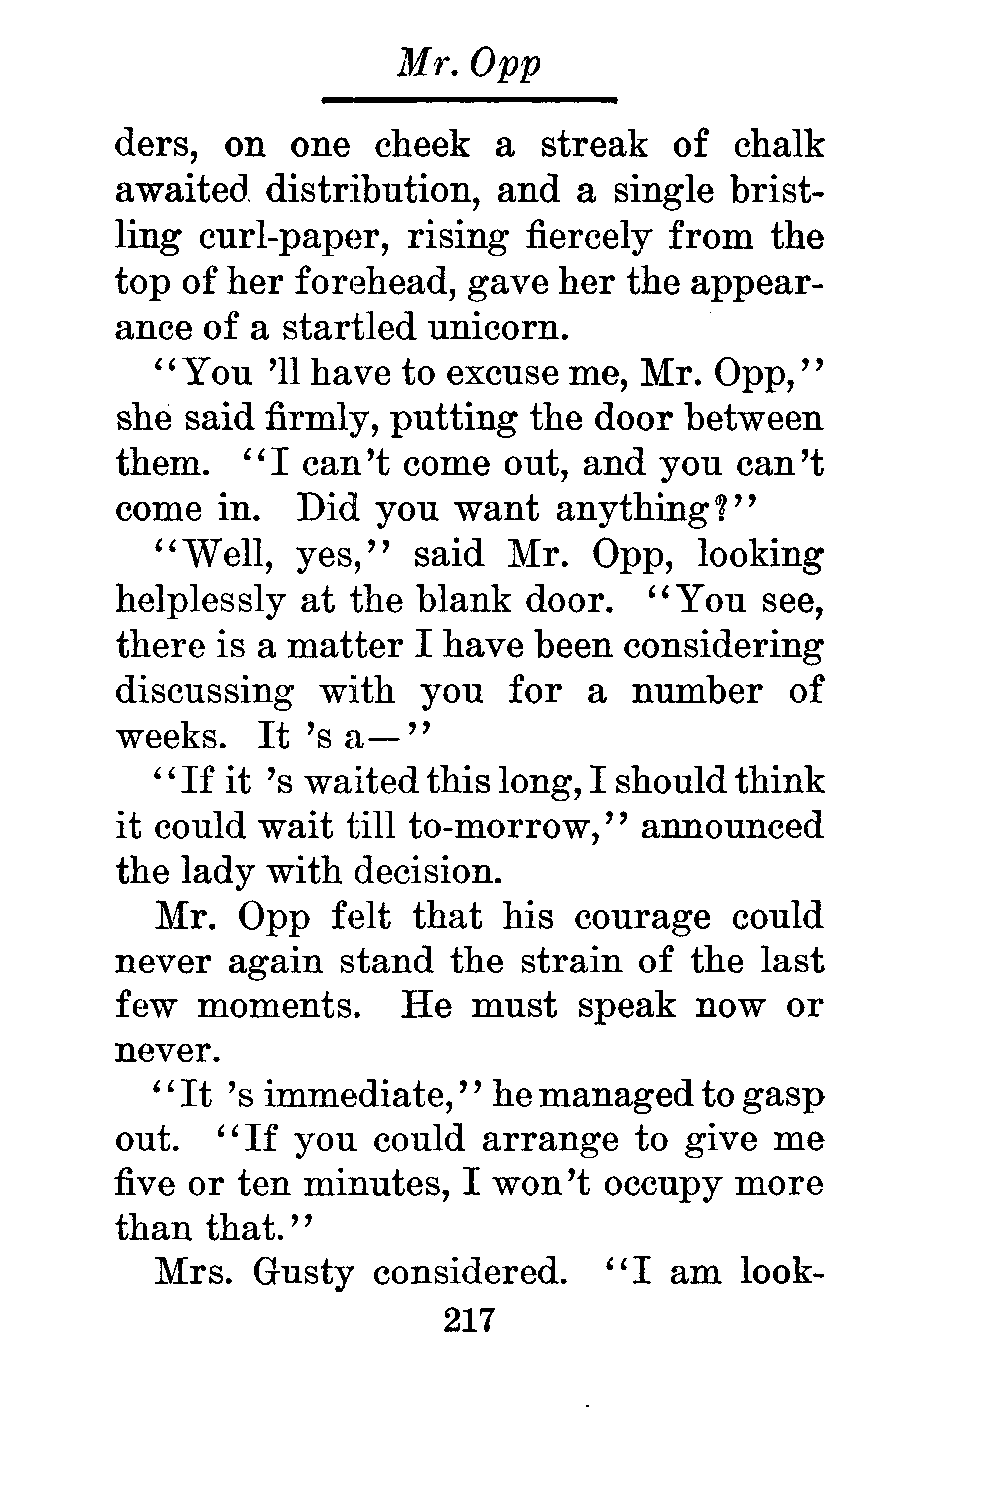 Mr. Opp
ders, on one cheek a streak of chalk
awaited distribution, and a single brist-
ling curl-paper, rising fiercely from the
top of her forehead, gave her the appear-
ance of a startled unicorn.
"You 'll have to excuse me, Mr. Opp,"
she said firmly, putting the door between
them. "I can't come out, and you can't
come in. Did you want anything?"
"Well, yes," said Mr. Opp, looking
helplessly at the blank door. "You see,
there is a matter I have been considering
discussing with you for a number of
weeks. It 's a—"
"If it 's waited this long, I should think
it could wait till to-morrow," announced
the lady with decision.
Mr. Opp felt that his courage could
never again stand the strain of the last
few moments. He must speak now or
never.
"It 's immediate," he managed to gasp
out. "If you could arrange to give me
five or ten minutes, I won't occupy more
than that."
Mrs. Gusty considered. "I am look-
217